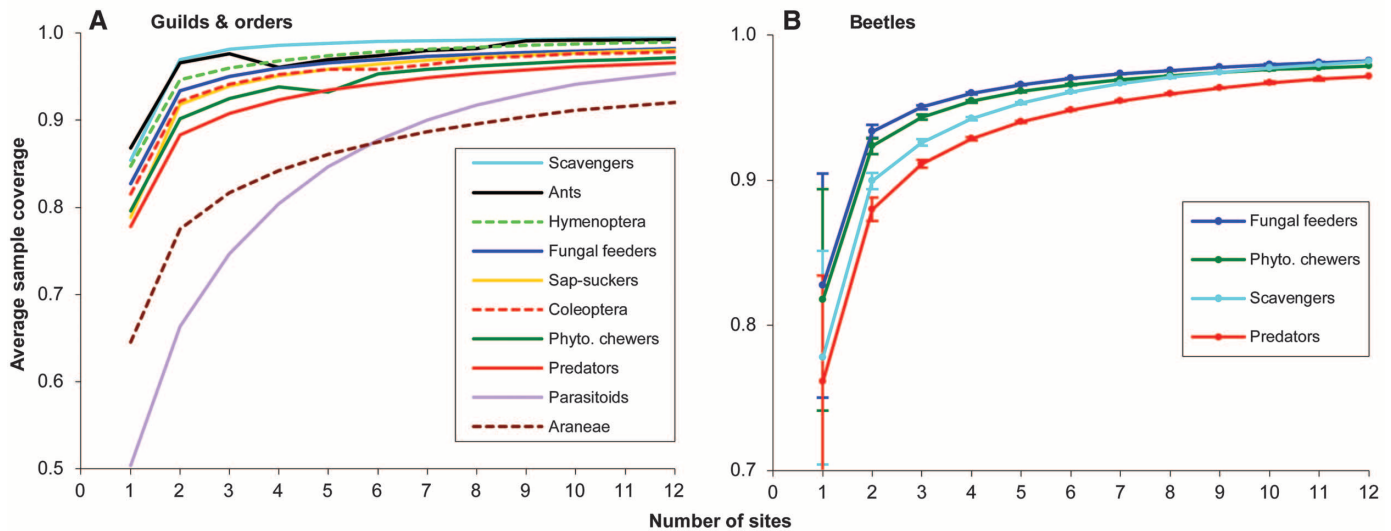 A Guilds & orders
Average sample coverage
1.0
0.9
0.8
0.7
0.6
0.5
0 1 2 3 4 5 6 7 8 9 10 11 12
Scavengers
Ants
Hymenoptera
Fungal feeders
Sap-suckers
Coleoptera
Phyto. chewers
Predators
Parasitoids
Araneae
B Beetles
1.0
0.9
0.8
0.7
0 1 2 3 4 5 6 7 8 9 10 11 12
Fungal feeders
Phyto. chewers
Scavengers
Predators
Number of sites